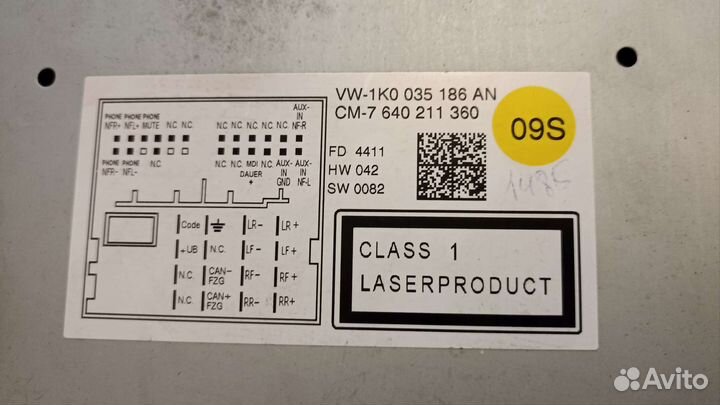 VW-1K0 035 186 AN
CM-7 640 211 360
09S
FD 4411
HW 042
SW 0082
1485
PHONE PHONE PHONE
NFR+ NFL+ MUTE N.C. N.C.
PHONE PHONE
NFR- NFL- N.C.
AUX-
IN
N.C. N.C. N.C. N.C. N.C. NF-R
N.C. N.C. MDI N.C. AUX- AUX-
DAUER IN IN
+ GND NF-L
Code LR- LR+
+UB N.C. LF- LF+
N.C. CAN- FZG RF- RF+
N.C. CAN+ FZG RR- RR+
CLASS 1
LASERPRODUCT
Avito